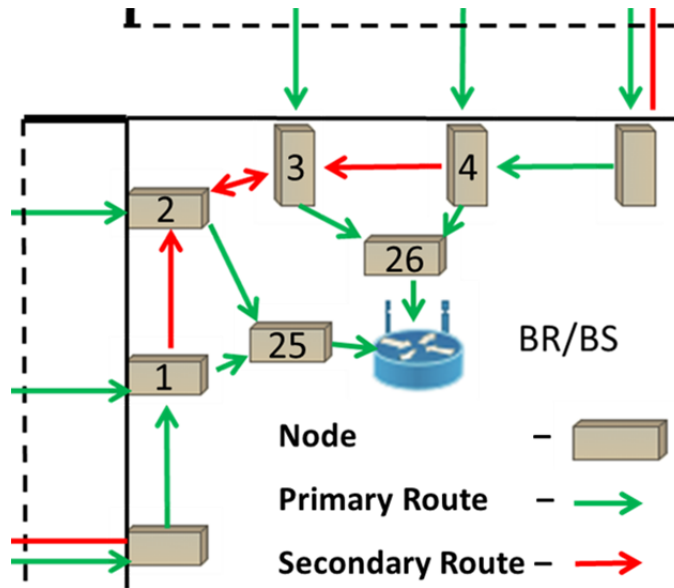 3
4
2
26
25
BR/BS
1
Node –
Primary Route –
Secondary Route –